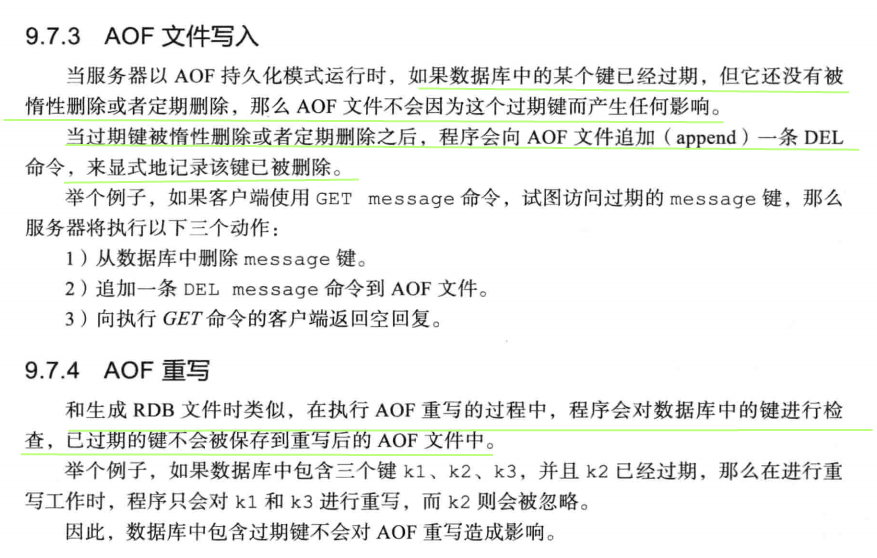 9.7.3 AOF 文件写入
当服务器以 AOF 持久化模式运行时，如果数据库中的某个键已经过期，但它还没有被
惰性删除或者定期删除，那么 AOF 文件不会因为这个过期键而产生任何影响。
当过期键被惰性删除或者定期删除之后，程序会向 AOF 文件追加（append）一条 DEL
命令，来显式地记录该键已被删除。
举个例子，如果客户端使用 GET message 命令，试图访问过期的 message 键，那么
服务器将执行以下三个动作：
1）从数据库中删除 message 键。
2）追加一条 DEL message 命令到 AOF 文件。
3）向执行 GET 命令的客户端返回空回复。
9.7.4 AOF 重写
和生成 RDB 文件时类似，在执行 AOF 重写的过程中，程序会对数据库中的键进行检
查，已过期的键不会被保存到重写后的 AOF 文件中。
举个例子，如果数据库中包含三个键 k1、k2、k3，并且 k2 已经过期，那么在进行重
写工作时，程序只会对 k1 和 k3 进行重写，而 k2 则会被忽略。
因此，数据库中包含过期键不会对 AOF 重写造成影响。